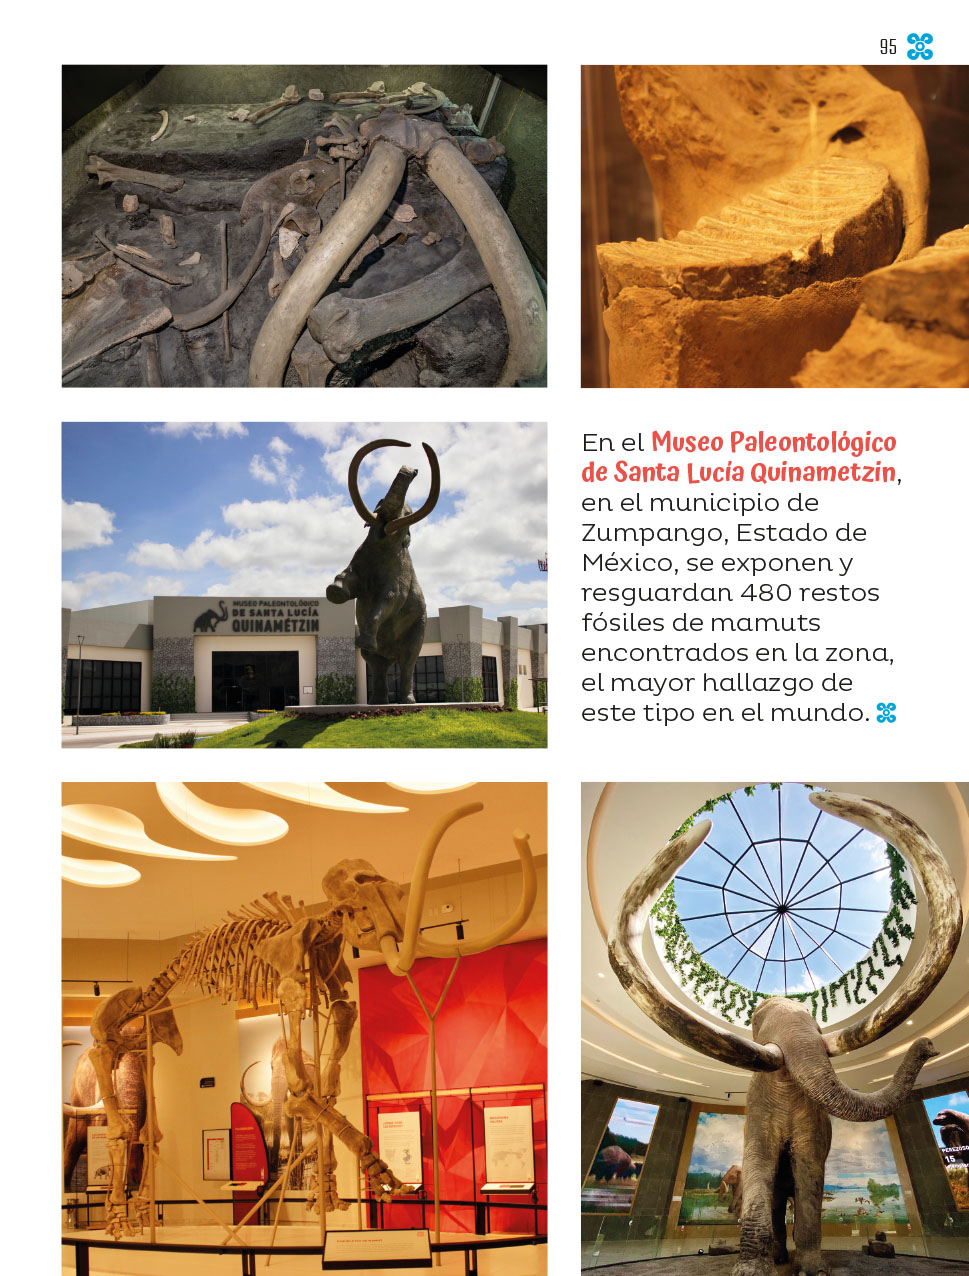 95
En el Museo Paleontológico
de Santa Lucía Quinametzin,
en el municipio de
Zumpango, Estado de
México, se exponen y
resguardan 480 restos
fósiles de mamuts
encontrados en la zona,
el mayor hallazgo de
este tipo en el mundo.
MUSEO PALEONTOLÓGICO
DE SANTA LUCÍA
QUINAMÉTZIN
15